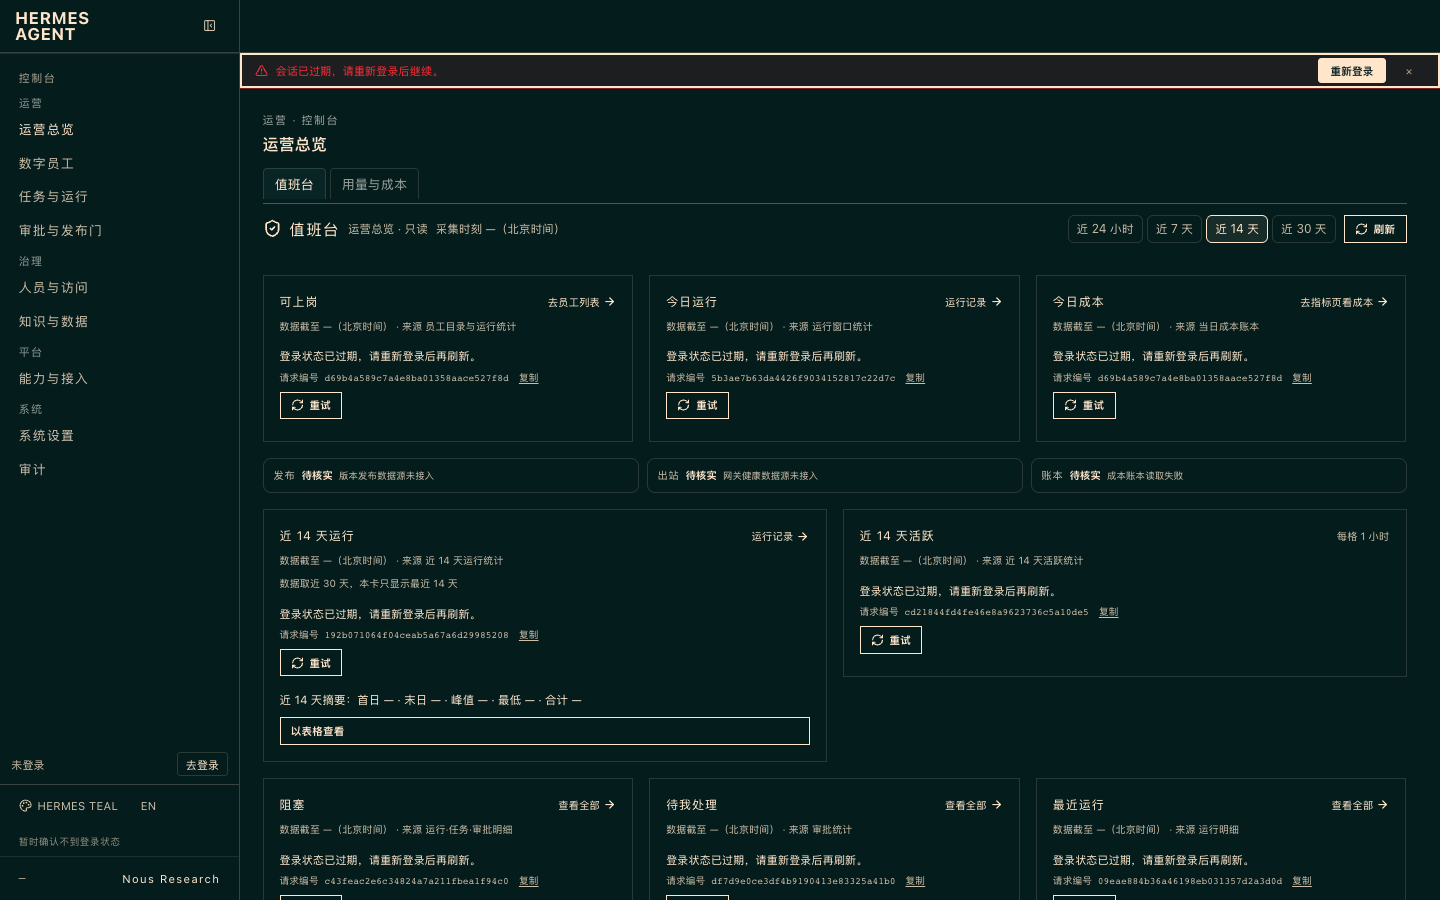 HERMES
AGENT
控制台
运营
运营总览
数字员工
任务与运行
审批与发布门
治理
人员与访问
知识与数据
平台
能力与接入
系统
系统设置
审计
未登录
去登录
HERMES TEAL
EN
暂时确认不到登录状态
—
Nous Research
会话已过期，请重新登录后继续。
重新登录
×
运营 · 控制台
运营总览
值班台
用量与成本
值班台
运营总览 · 只读 采集时刻 —（北京时间）
近 24 小时
近 7 天
近 14 天
近 30 天
刷新
可上岗
去员工列表 →
数据截至 —（北京时间） · 来源 员工目录与运行统计
登录状态已过期，请重新登录后再刷新。
请求编号 d69b4a589c7a4e8ba01358aace527f8d 复制
重试
今日运行
运行记录 →
数据截至 —（北京时间） · 来源 运行窗口统计
登录状态已过期，请重新登录后再刷新。
请求编号 5b3ae7b63da4426f9034152817c22d7c 复制
重试
今日成本
去指标页看成本 →
数据截至 —（北京时间） · 来源 当日成本账本
登录状态已过期，请重新登录后再刷新。
请求编号 d69b4a589c7a4e8ba01358aace527f8d 复制
重试
发布 待核实 版本发布数据源未接入
出站 待核实 网关健康数据源未接入
账本 待核实 成本账本读取失败
近 14 天运行
运行记录 →
数据截至 —（北京时间） · 来源 近 14 天运行统计
数据取近 30 天，本卡只显示最近 14 天
登录状态已过期，请重新登录后再刷新。
请求编号 192b071064f04ceab5a67a6d29985208 复制
重试
近 14 天摘要：首日 — · 末日 — · 峰值 — · 最低 — · 合计 —
以表格查看
近 14 天活跃
每格 1 小时
数据截至 —（北京时间） · 来源 近 14 天活跃统计
登录状态已过期，请重新登录后再刷新。
请求编号 cd21844fd4fe46e8a9623736c5a10de5 复制
重试
阻塞
查看全部 →
数据截至 —（北京时间） · 来源 运行·任务·审批明细
登录状态已过期，请重新登录后再刷新。
请求编号 c43feac2e6c34824a7a211fbea1f94c0 复制
待我处理
查看全部 →
数据截至 —（北京时间） · 来源 审批统计
登录状态已过期，请重新登录后再刷新。
请求编号 df7d9e0ce3df4b9190413e83325a41b0 复制
最近运行
查看全部 →
数据截至 —（北京时间） · 来源 运行明细
登录状态已过期，请重新登录后再刷新。
请求编号 09eae884b36a46198eb031357d2a3d0d 复制